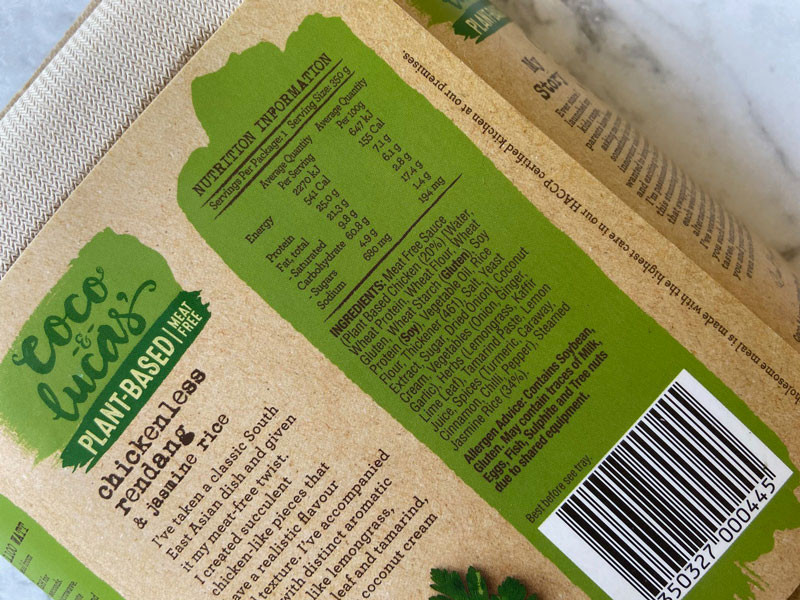 NUTRITION INFORMATION
Servings Per Package: 1 Serving Size: 350 g
Average Quantity Average Quantity
Per Serving Per 100g
Energy 2270 kJ 647 kJ
541 Cal 155 Cal
Protein 25.0 g 7.1 g
Fat, total 21.3 g 6.1 g
Saturated 9.8 g 2.8 g
Carbohydrate 60.8 g 17.4 g
- Sugars 4.9 g 1.4 g
Sodium 680 mg 194 mg
INGREDIENTS: Meat Free Sauce
(Plant Based Chicken (20%) (Water,
Wheat Protein, Wheat Flour, Wheat
Gluten, Wheat Starch (Gluten), Soy
Protein (Soy), Vegetable Oil, Rice
Flour, Thickener (461), Salt, Yeast
Extract, Sugar, Dried Onion), Coconut
Cream, Vegetables (Onion, Ginger,
Garlic), Herbs (Lemongrass, Kaffir
Lime Leaf), Tamarind Paste, Lemon
Juice, Spices (Turmeric, Caraway,
Cinnamon, Chilli, Pepper), Steamed
Jasmine Rice (34%).
Allergen Advice: Contains Soybean,
Gluten. May contain traces of Milk,
Eggs, Fish, Sulphite and Tree nuts
due to shared equipment.
Best before see tray.
350327 000445
coco
&
lucas'
PLANT-BASED | MEAT
FREE
chickenless
rendang
& jasmine rice
I've taken a classic South
East Asian dish and given
it my meat-free twist.
I created succulent
chicken-like pieces that
ave a realistic flavour
texture. I've accompanied
with distinct aromatic
like lemongrass,
leaf and tamarind,
coconut cream
holesome meal is made with the highest care in our HACCP certified kitchen at our premises.
My
Story